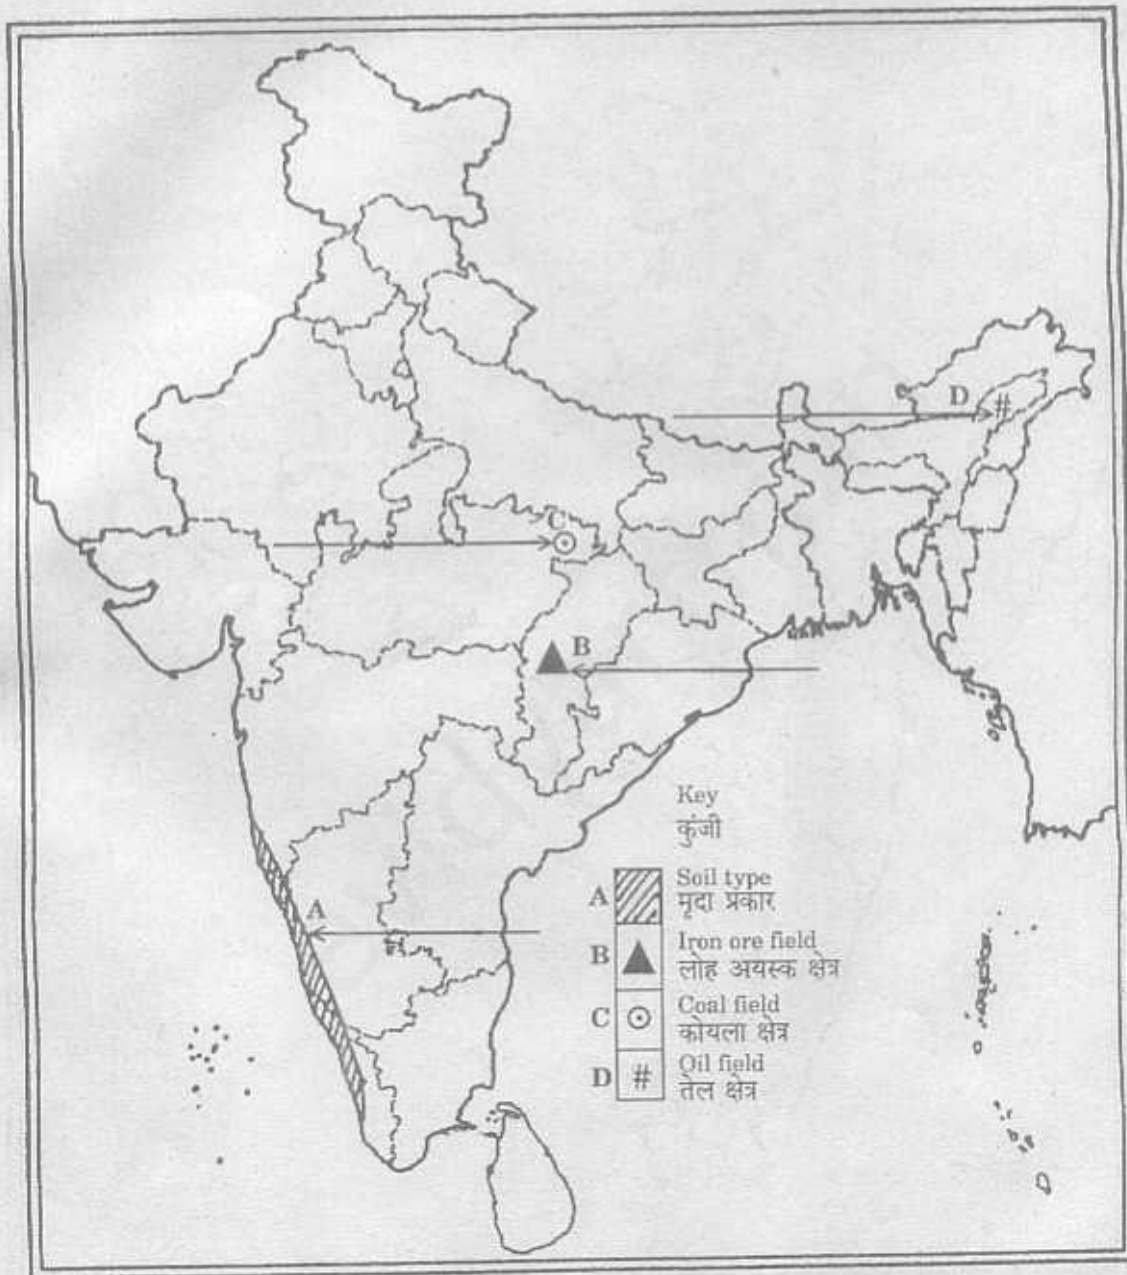 D
#
C
B
A
Key
कुंजी
A
Soil type
मृदा प्रकार
B
Iron ore field
लोह अयस्क क्षेत्र
C
Coal field
कोयला क्षेत्र
D
#
Oil field
तेल क्षेत्र